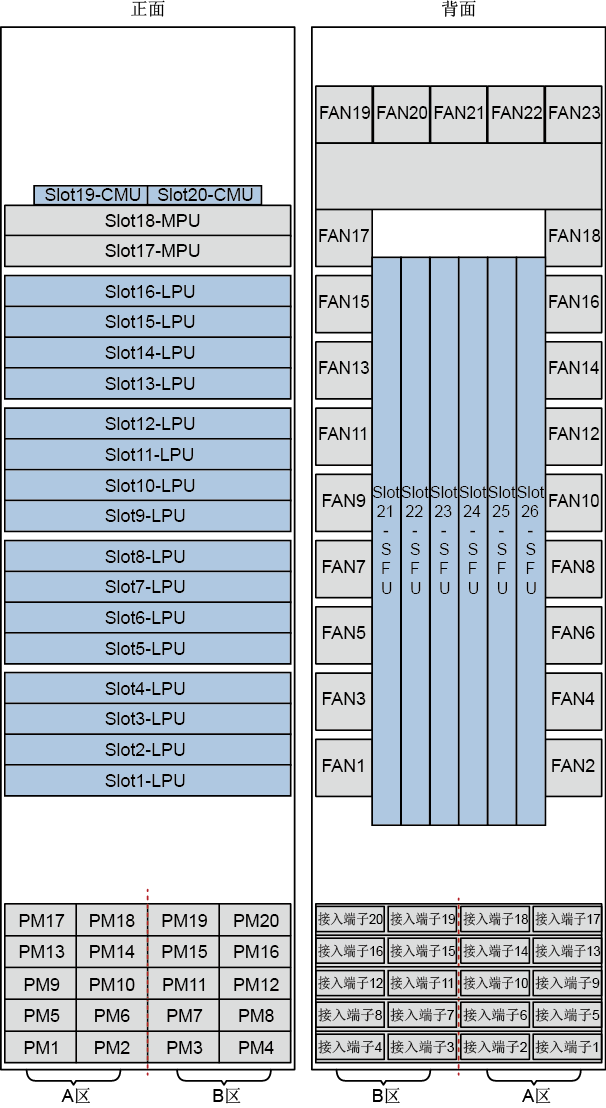 正面
Slot19-CMU Slot20-CMU
Slot18-MPU
Slot17-MPU
Slot16-LPU
Slot15-LPU
Slot14-LPU
Slot13-LPU
Slot12-LPU
Slot11-LPU
Slot10-LPU
Slot9-LPU
Slot8-LPU
Slot7-LPU
Slot6-LPU
Slot5-LPU
Slot4-LPU
Slot3-LPU
Slot2-LPU
Slot1-LPU
PM17 PM18 PM19 PM20
PM13 PM14 PM15 PM16
PM9 PM10 PM11 PM12
PM5 PM6 PM7 PM8
PM1 PM2 PM3 PM4
A区 B区
背面
FAN19 FAN20 FAN21 FAN22 FAN23
FAN17 FAN18
FAN15 FAN16
FAN13 FAN14
FAN11 FAN12
FAN9 FAN10
FAN7 FAN8
FAN5 FAN6
FAN3 FAN4
FAN1 FAN2
Slot Slot Slot Slot Slot Slot
21 22 23 24 25 26
- - - - - -
S S S S S S
F F F F F F
U U U U U U
接入端子20 接入端子19 接入端子18 接入端子17
接入端子16 接入端子15 接入端子14 接入端子13
接入端子12 接入端子11 接入端子10 接入端子9
接入端子8 接入端子7 接入端子6 接入端子5
接入端子4 接入端子3 接入端子2 接入端子1
B区 A区